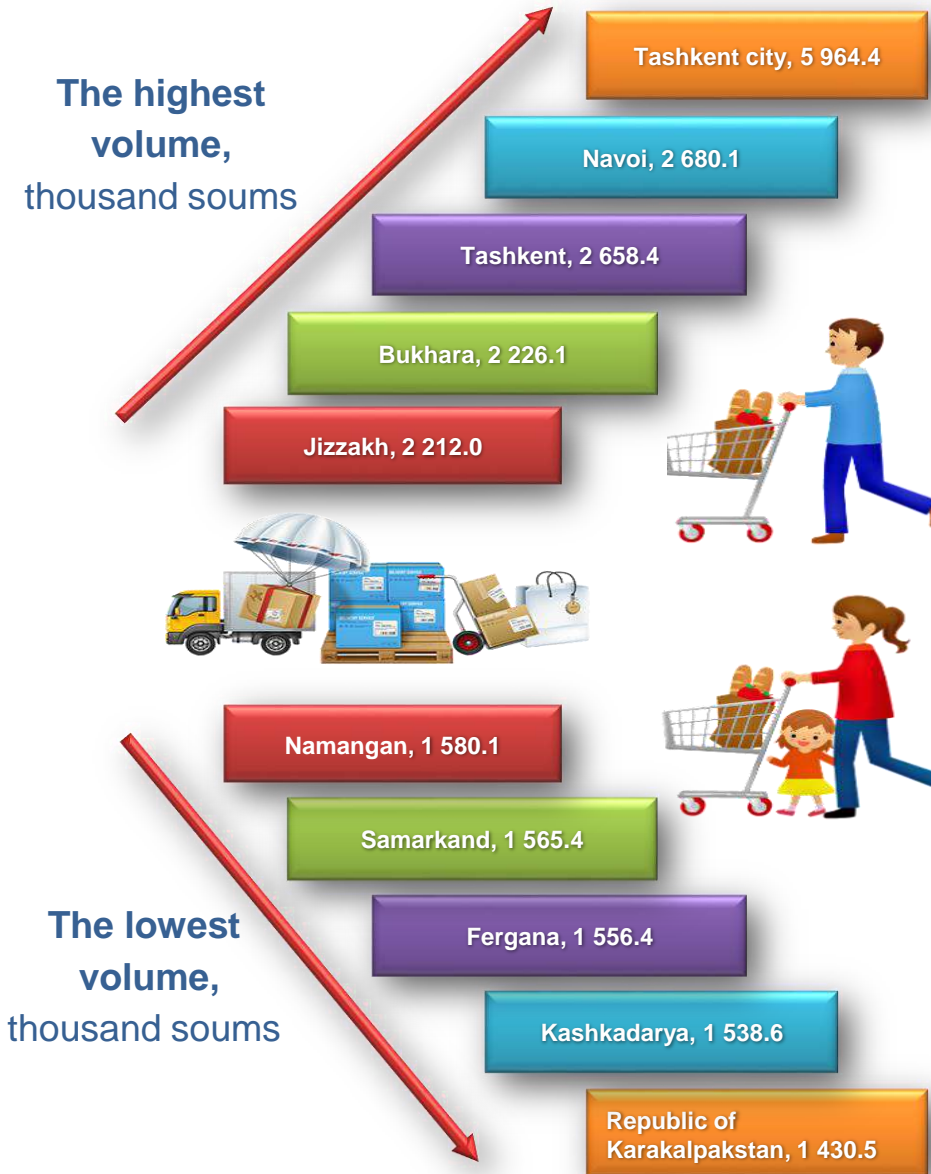 The highest
volume,
thousand soums
Tashkent city, 5 964.4
Navoi, 2 680.1
Tashkent, 2 658.4
Bukhara, 2 226.1
Jizzakh, 2 212.0
Namangan, 1 580.1
Samarkand, 1 565.4
Fergana, 1 556.4
Kashkadarya, 1 538.6
Republic of
Karakalpakstan, 1 430.5
The lowest
volume,
thousand soums